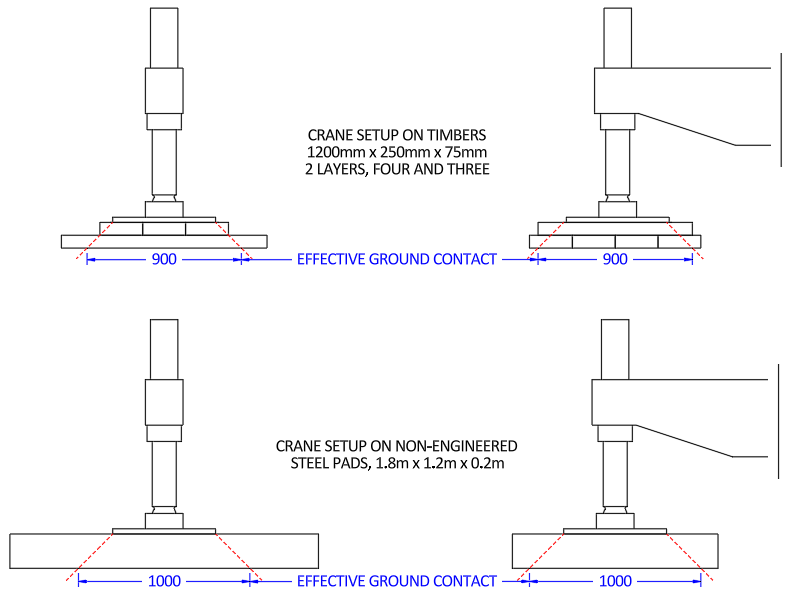 CRANE SETUP ON TIMBERS
1200mm x 250mm x 75mm
2 LAYERS, FOUR AND THREE
900 EFFECTIVE GROUND CONTACT 900
CRANE SETUP ON NON-ENGINEERED
STEEL PADS, 1.8m x 1.2m x 0.2m
1000 EFFECTIVE GROUND CONTACT 1000